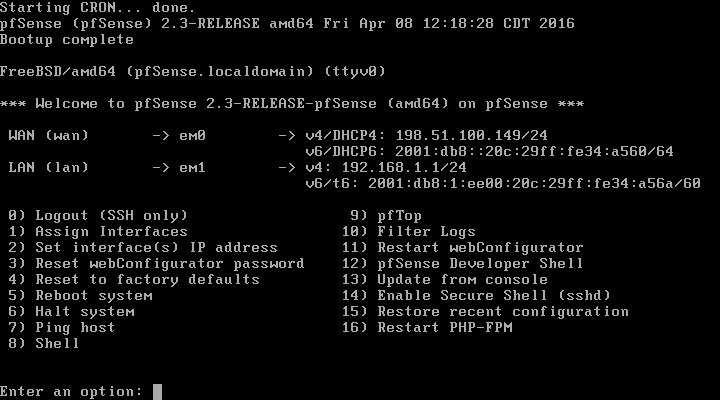 Starting CRON... done.
pfSense (pfSense) 2.3-RELEASE amd64 Fri Apr 08 12:18:28 CDT 2016
Bootup complete
FreeBSD/amd64 (pfSense.localdomain) (ttyv0)
*** Welcome to pfSense 2.3-RELEASE-pfSense (amd64) on pfSense ***
WAN (wan)       -> em0        -> v4/DHCP4: 198.51.100.149/24
v6/DHCP6: 2001:db8::20c:29ff:fe34:a560/64
LAN (lan)       -> em1        -> v4: 192.168.1.1/24
v6/t6: 2001:db8:1:ee00:20c:29ff:fe34:a56a/60
0) Logout (SSH only)                  9) pfTop
1) Assign Interfaces                 10) Filter Logs
2) Set interface(s) IP address       11) Restart webConfigurator
3) Reset webConfigurator password    12) pfSense Developer Shell
4) Reset to factory defaults         13) Update from console
5) Reboot system                     14) Enable Secure Shell (sshd)
6) Halt system                       15) Restore recent configuration
7) Ping host                         16) Restart PHP-FPM
8) Shell
Enter an option: